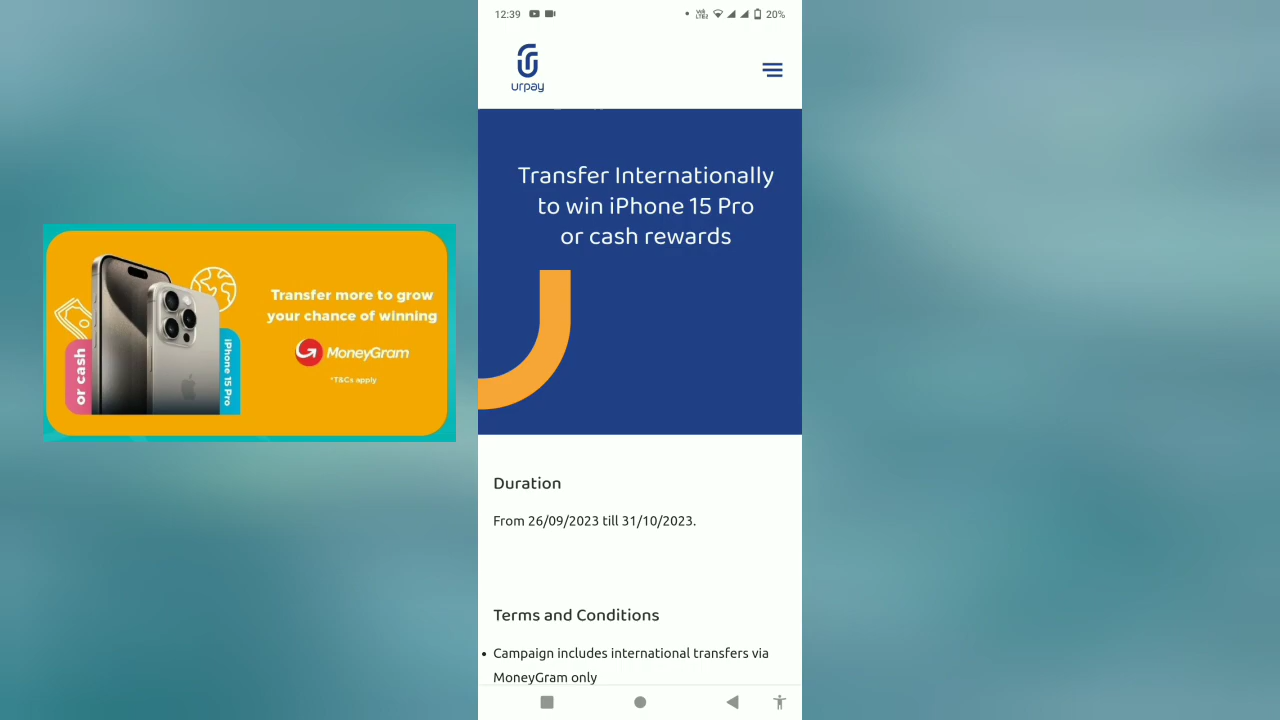 12:39
20%
urpay
Transfer Internationally
to win iPhone 15 Pro
or cash rewards
Transfer more to grow
your chance of winning
MoneyGram
*T&Cs apply
or cash
iPhone 15 Pro
Duration
From 26/09/2023 till 31/10/2023.
Terms and Conditions
• Campaign includes international transfers via
MoneyGram only